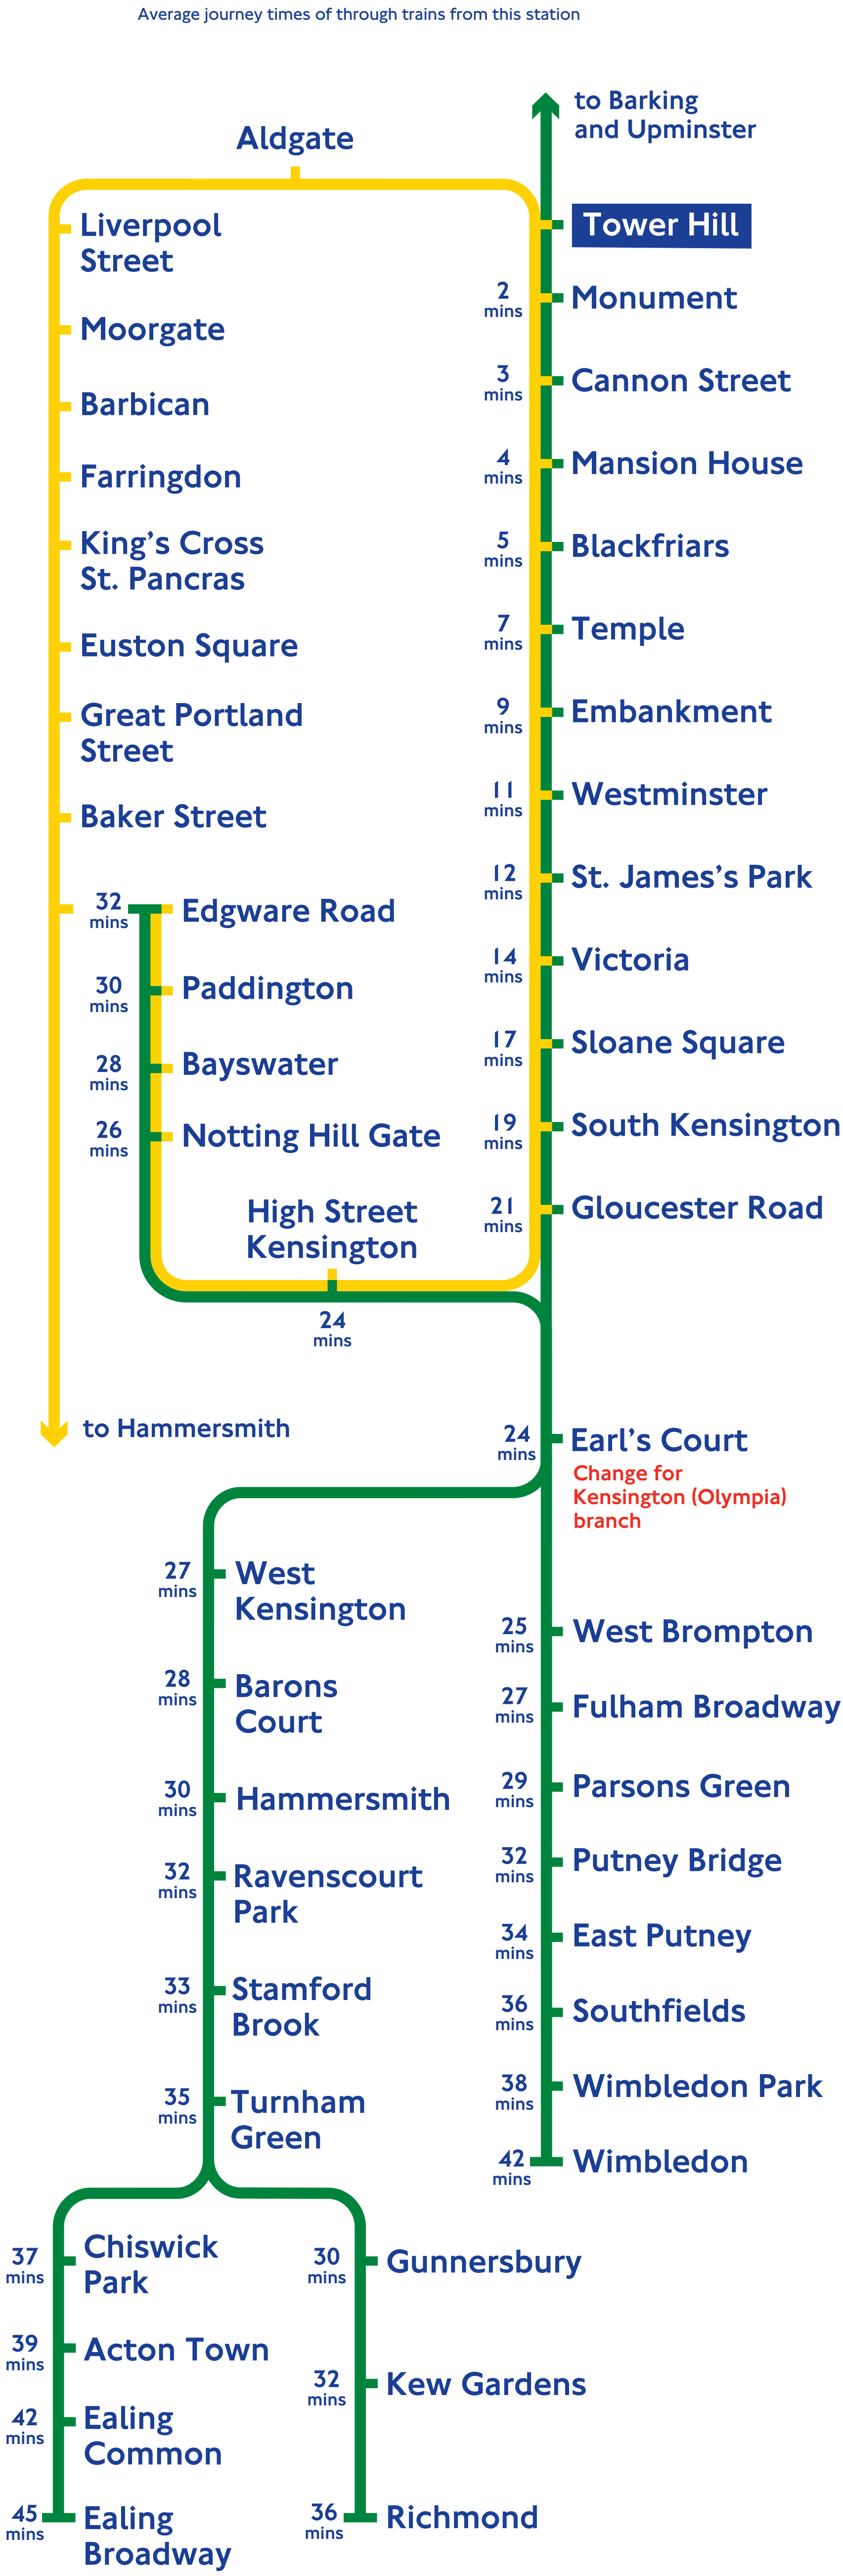 Average journey times of through trains from this station
to Barking
and Upminster
Aldgate
Tower Hill
Liverpool
Street
Moorgate
Barbican
Farringdon
King's Cross
St. Pancras
Euston Square
Great Portland
Street
Baker Street
32
mins
Edgware Road
30
mins
Paddington
28
mins
Bayswater
26
mins
Notting Hill Gate
High Street
Kensington
24
mins
to Hammersmith
2
mins
Monument
3
mins
Cannon Street
4
mins
Mansion House
5
mins
Blackfriars
7
mins
Temple
9
mins
Embankment
11
mins
Westminster
12
mins
St. James's Park
14
mins
Victoria
17
mins
Sloane Square
19
mins
South Kensington
21
mins
Gloucester Road
24
mins
Earl's Court
Change for
Kensington (Olympia)
branch
27
mins
West
Kensington
28
mins
Barons
Court
30
mins
Hammersmith
32
mins
Ravenscourt
Park
33
mins
Stamford
Brook
35
mins
Turnham
Green
25
mins
West Brompton
27
mins
Fulham Broadway
29
mins
Parsons Green
32
mins
Putney Bridge
34
mins
East Putney
36
mins
Southfields
38
mins
Wimbledon Park
42
mins
Wimbledon
37
mins
Chiswick
Park
39
mins
Acton Town
42
mins
Ealing
Common
45
mins
Ealing
Broadway
30
mins
Gunnersbury
32
mins
Kew Gardens
36
mins
Richmond